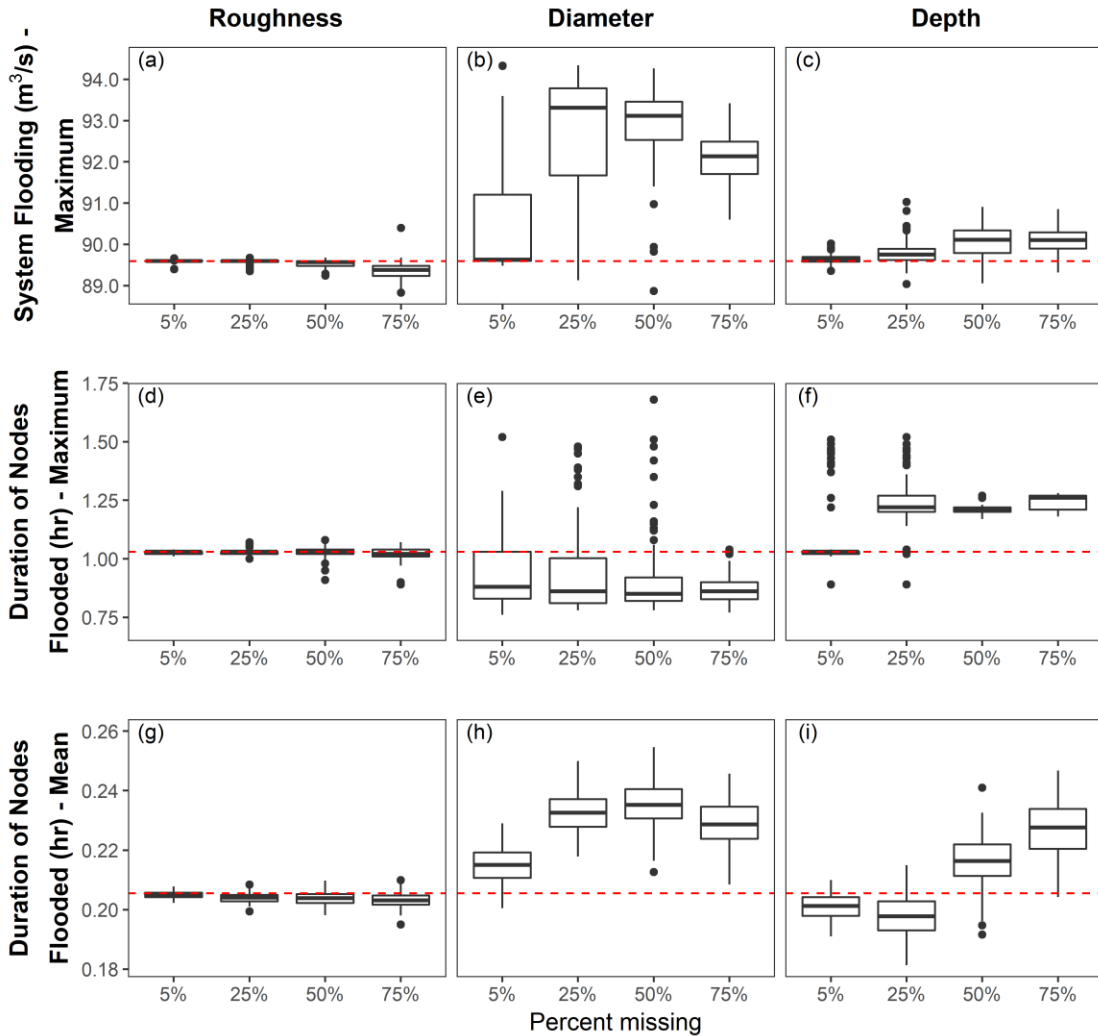 Roughness Diameter Depth
System Flooding (m³/s) -
Maximum
(a) (b) (c)
94.0
93.0
92.0
91.0
90.0
89.0
5% 25% 50% 75% 5% 25% 50% 75% 5% 25% 50% 75%
Duration of Nodes
Flooded (hr) - Maximum
(d) (e) (f)
1.75
1.50
1.25
1.00
0.75
5% 25% 50% 75% 5% 25% 50% 75% 5% 25% 50% 75%
Duration of Nodes
Flooded (hr) - Mean
(g) (h) (i)
0.26
0.24
0.22
0.20
0.18
5% 25% 50% 75% 5% 25% 50% 75% 5% 25% 50% 75%
Percent missing